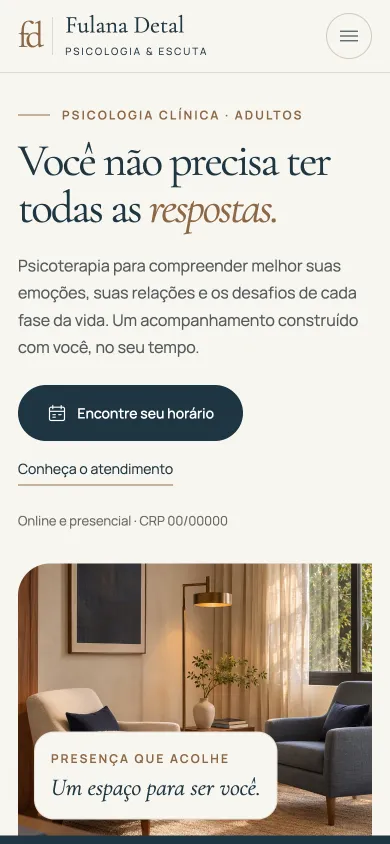 fd
Fulana Detal
PSICOLOGIA & ESCUTA
PSICOLOGIA CLÍNICA · ADULTOS
Você não precisa ter
todas as respostas.
Psicoterapia para compreender melhor suas
emoções, suas relações e os desafios de cada
fase da vida. Um acompanhamento construído
com você, no seu tempo.
Encontre seu horário
Conheça o atendimento
Online e presencial · CRP 00/00000
PRESENÇA QUE ACOLHE
Um espaço para ser você.